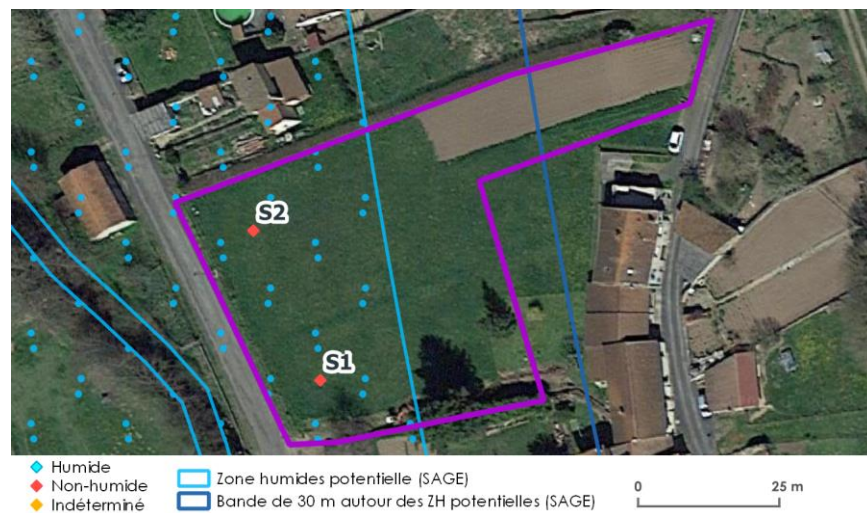 S2
S1
Humide
Non-humide
Indéterminé
Zone humides potentielle (SAGE)
Bande de 30 m autour des ZH potentielles (SAGE)
0 25 m